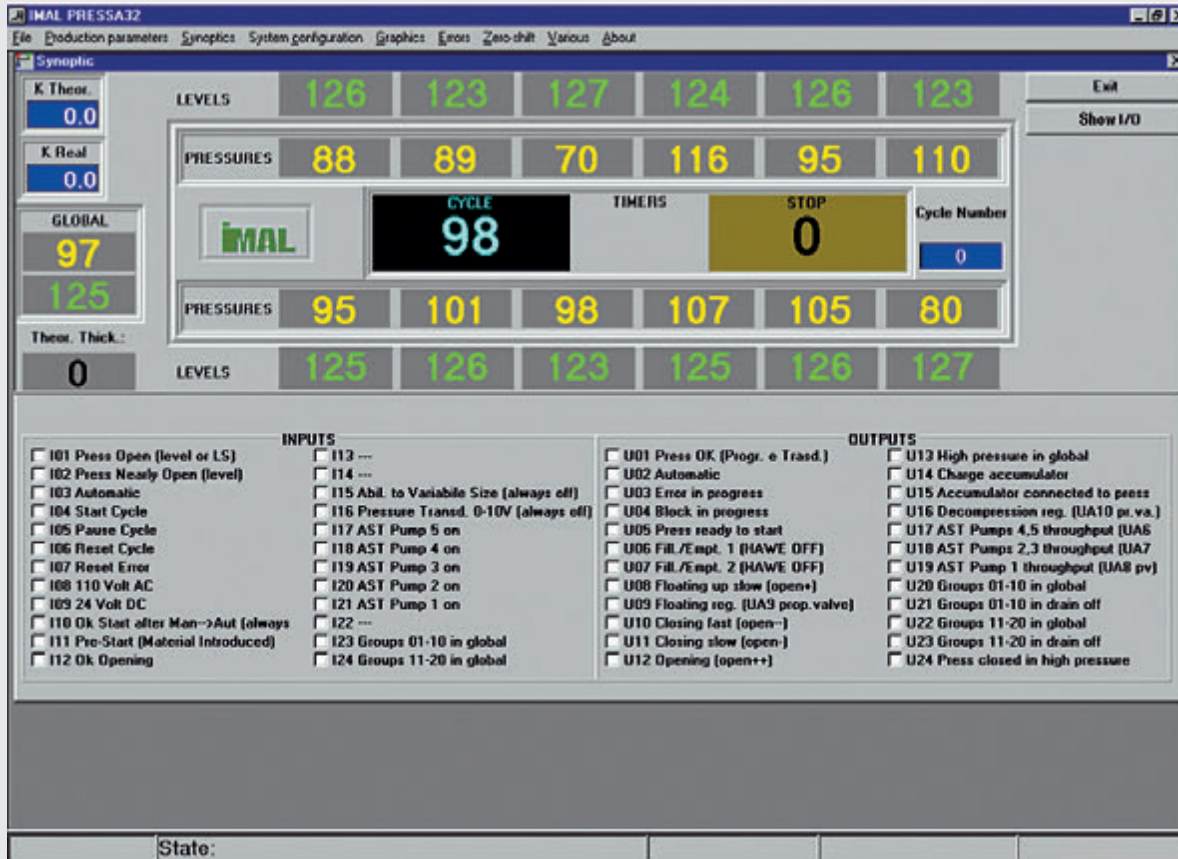 IMAL PRESSA32
File Production parameters Synoptics System configuration Graphics Errors Zero-shift Various About
Synoptic
K Theor.
0.0
K Real
0.0
GLOBAL
97
125
Theor. Thick.:
0
LEVELS 126 123 127 124 126 123
PRESSURES 88 89 70 116 95 110
iMAL
CYCLE
98
TIMERS
STOP
0
Cycle Number
0
PRESSURES 95 101 98 107 105 80
LEVELS 125 126 123 125 126 127
Exit
Show I/O
INPUTS
I01 Press Open (level or LS)
I02 Press Nearly Open (level)
I03 Automatic
I04 Start Cycle
I05 Pause Cycle
I06 Reset Cycle
I07 Reset Error
I08 110 Volt AC
I09 24 Volt DC
I10 Ok Start after Man-->Aut (always
I11 Pre-Start (Material Introduced)
I12 Ok Opening
I13 ---
I14 ---
I15 Abil. to Variabile Size (always off)
I16 Pressure Transd. 0-10V (always off)
I17 AST Pump 5 on
I18 AST Pump 4 on
I19 AST Pump 3 on
I20 AST Pump 2 on
I21 AST Pump 1 on
I22 ---
I23 Groups 01-10 in global
I24 Groups 11-20 in global
OUTPUTS
U01 Press OK (Progr. e Trasd.)
U02 Automatic
U03 Error in progress
U04 Block in progress
U05 Press ready to start
U06 Fill./Empt. 1 (HAWE OFF)
U07 Fill./Empt. 2 (HAWE OFF)
U08 Floating up slow (open+)
U09 Floating reg. (UA9 prop.valve)
U10 Closing fast (open--)
U11 Closing slow (open-)
U12 Opening (open++)
U13 High pressure in global
U14 Charge accumulator
U15 Accumulator connected to press
U16 Decompression reg. (UA10 pr.va.)
U17 AST Pumps 4,5 throughput (UA6
U18 AST Pumps 2,3 throughput (UA7
U19 AST Pump 1 throughput (UA8 pv)
U20 Groups 01-10 in global
U21 Groups 01-10 in drain off
U22 Groups 11-20 in global
U23 Groups 11-20 in drain off
U24 Press closed in high pressure
State: